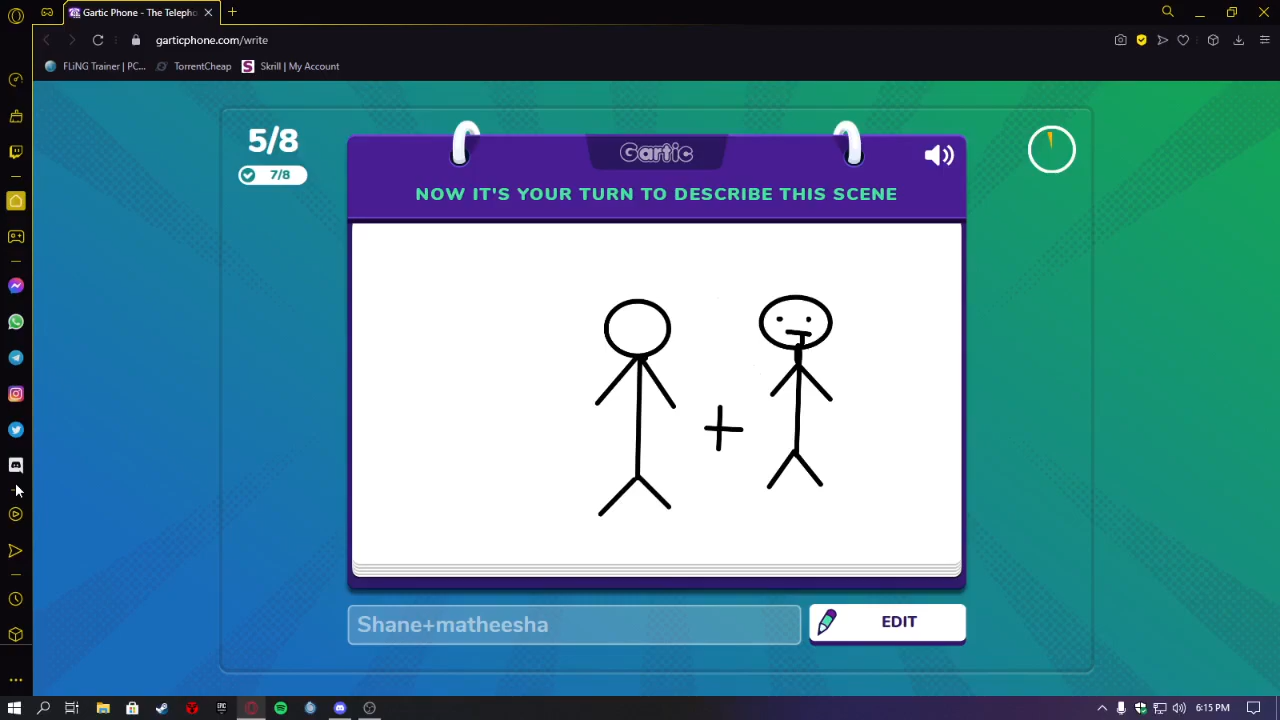 Gartic Phone - The Telepho
garticphone.com/write
FLiNG Trainer | PC...
TorrentCheap
Skrill | My Account
5/8
7/8
Gartic
NOW IT'S YOUR TURN TO DESCRIBE THIS SCENE
+
Shane+matheesha
EDIT
EPIC
6:15 PM